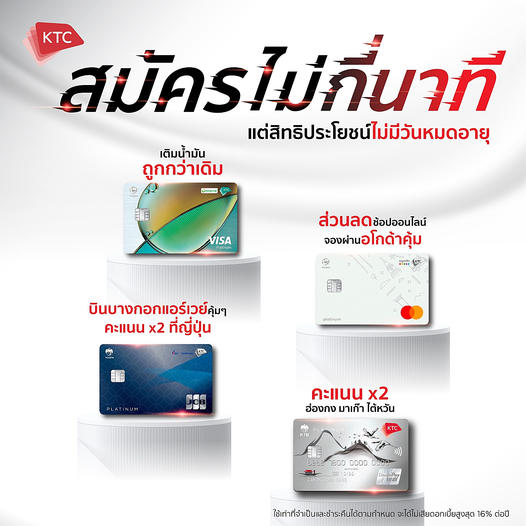 KTC
สมัครไม่กี่นาที
แต่สิทธิประโยชน์ไม่มีวันหมดอายุ
เติมน้ำมัน
ถูกกว่าเดิม
VISA
Platinum
ส่วนลดช้อปออนไลน์
จองผ่านอโกด้าคุ้ม
platinum
บินบางกอกแอร์เวย์คุ้มๆ
คะแนน x2 ที่ญี่ปุ่น
KTC
PLATINUM
JCB
คะแนน x2
ฮ่องกง มาเก๊า ไต้หวัน
KTB
KTC
UnionPay
ใช้เท่าที่จำเป็นและชำระคืนได้ตามกำหนด จะได้ไม่เสียดอกเบี้ยสูงสุด 16% ต่อปี